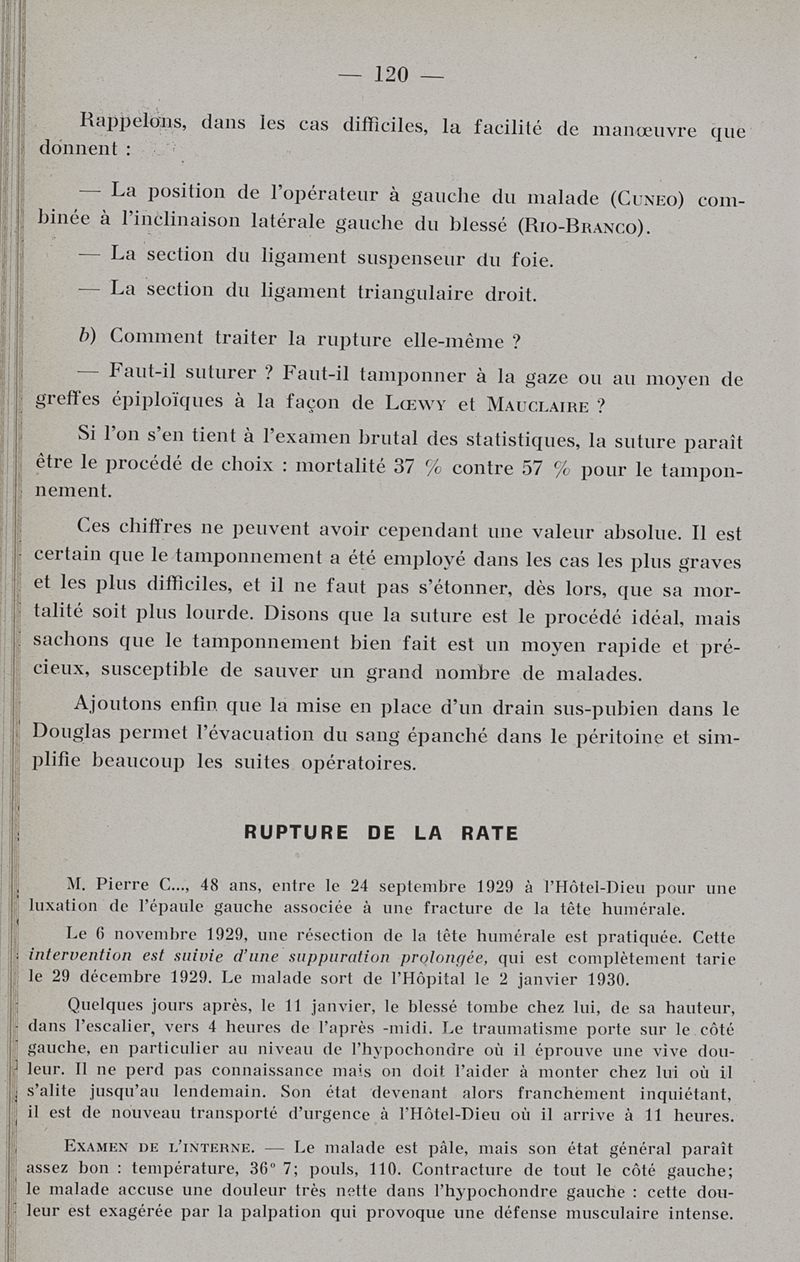 — 120 —
Rappelons, dans les cas difficiles, la facilité de manœuvre que
donnent :
— La position de l'opérateur à gauche du malade (Cuneo) com-
binée à l'inclinaison latérale gauche du blessé (Rio-Branco).
— La section du ligament suspenseur du foie.
— La section du ligament triangulaire droit.
b) Comment traiter la rupture elle-même ?
— Faut-il suturer ? Faut-il tamponner à la gaze ou au moyen de
greffes épiploïques à la façon de Lœwy et Mauclaire ?
Si l'on s'en tient à l'examen brutal des statistiques, la suture paraît
être le procédé de choix : mortalité 37 % contre 57 % pour le tampon-
nement.
Ces chiffres ne peuvent avoir cependant une valeur absolue. Il est
certain que le tamponnement a été employé dans les cas les plus graves
et les plus difficiles, et il ne faut pas s'étonner, dès lors, que sa mor-
talité soit plus lourde. Disons que la suture est le procédé idéal, mais
sachons que le tamponnement bien fait est un moyen rapide et pré-
cieux, susceptible de sauver un grand nombre de malades.
Ajoutons enfin que la mise en place d'un drain sus-pubien dans le
Douglas permet l'évacuation du sang épanché dans le péritoine et sim-
plifie beaucoup les suites opératoires.
RUPTURE DE LA RATE
M. Pierre C..., 48 ans, entre le 24 septembre 1929 à l'Hôtel-Dieu pour une
luxation de l'épaule gauche associée à une fracture de la tête humérale.
Le 6 novembre 1929, une résection de la tête humérale est pratiquée. Cette
intervention est suivie d'une suppuration prolongée, qui est complètement tarie
le 29 décembre 1929. Le malade sort de l'Hôpital le 2 janvier 1930.
Quelques jours après, le 11 janvier, le blessé tombe chez lui, de sa hauteur,
dans l'escalier, vers 4 heures de l'après -midi. Le traumatisme porte sur le côté
gauche, en particulier au niveau de l'hypochondre où il éprouve une vive dou-
leur. Il ne perd pas connaissance mais on doit l'aider à monter chez lui où il
s'alite jusqu'au lendemain. Son état devenant alors franchement inquiétant,
il est de nouveau transporté d'urgence à l'Hôtel-Dieu où il arrive à 11 heures.
Examen de l'interne. — Le malade est pâle, mais son état général paraît
assez bon : température, 36° 7; pouls, 110. Contracture de tout le côté gauche;
le malade accuse une douleur très nette dans l'hypochondre gauche : cette dou-
leur est exagérée par la palpation qui provoque une défense musculaire intense.